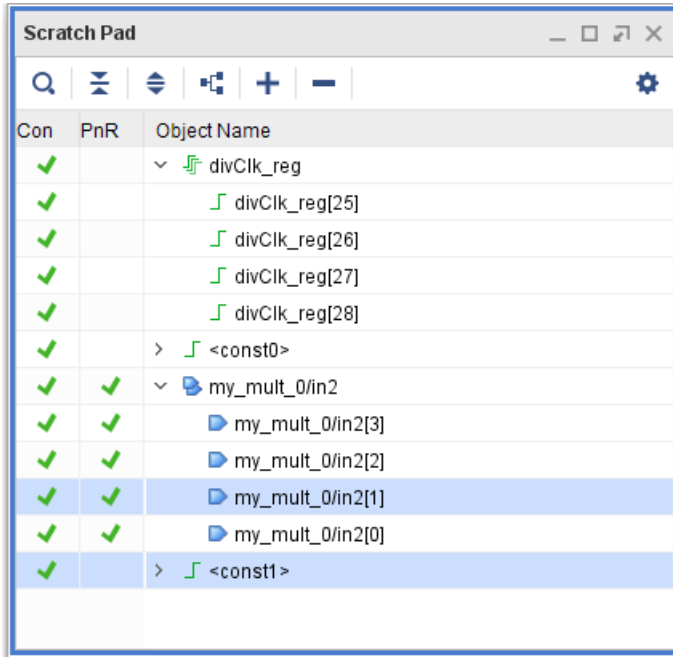 Scratch Pad
Con PnR Object Name
divClk_reg
divClk_reg[25]
divClk_reg[26]
divClk_reg[27]
divClk_reg[28]
<const0>
my_mult_0/in2
my_mult_0/in2[3]
my_mult_0/in2[2]
my_mult_0/in2[1]
my_mult_0/in2[0]
<const1>